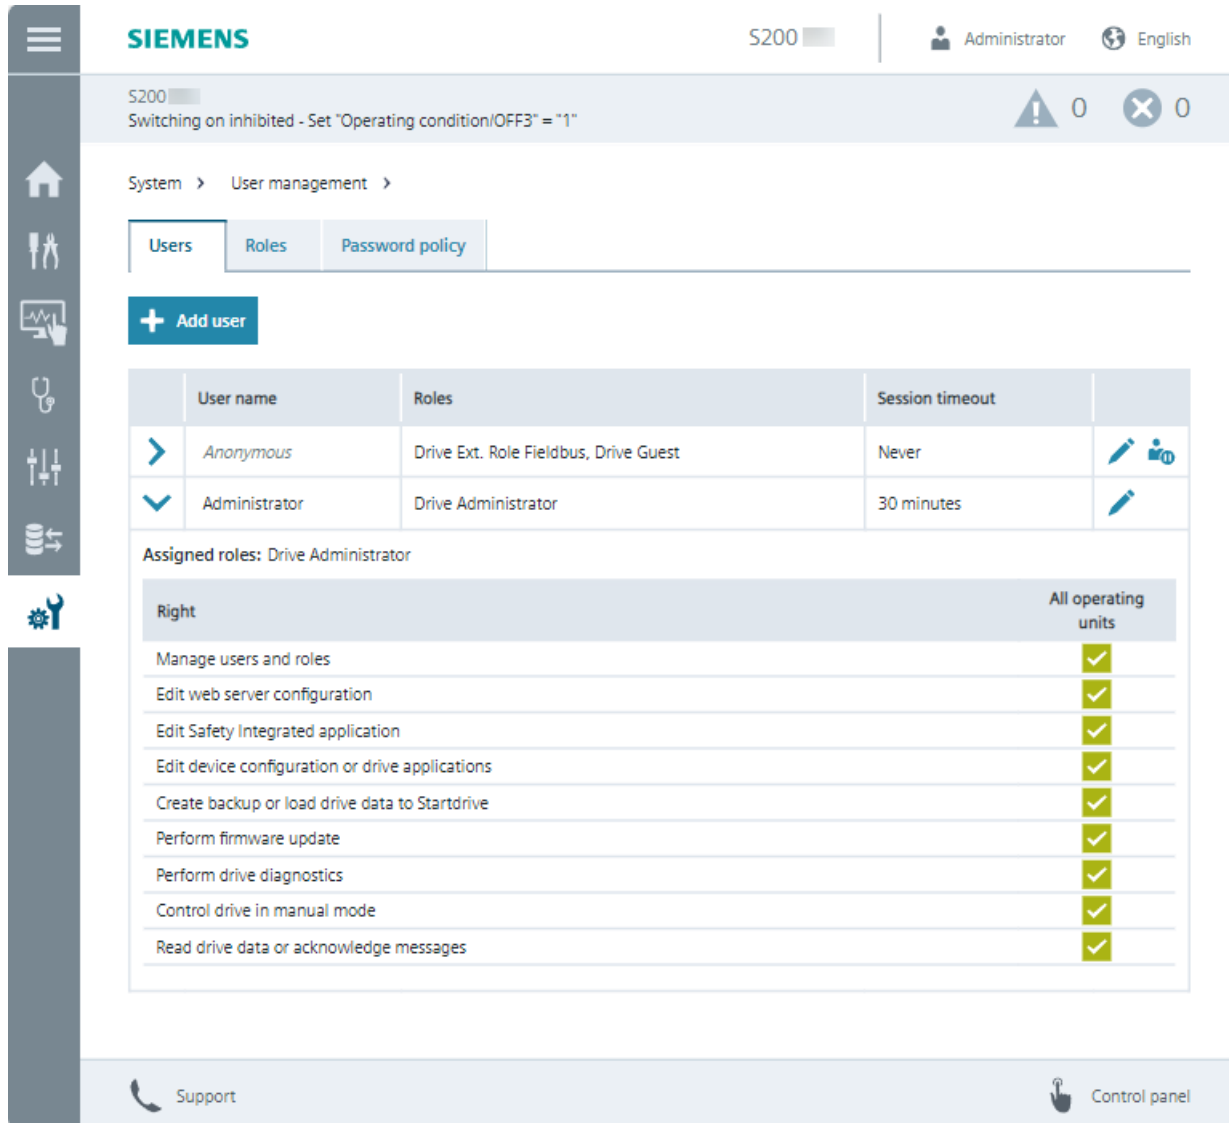 SIEMENS
S200
Administrator
English
S200
Switching on inhibited - Set "Operating condition/OFF3" = "1"
0
0
System > User management >
Users
Roles
Password policy
+ Add user
User name Roles Session timeout
Anonymous Drive Ext. Role Fieldbus, Drive Guest Never
Administrator Drive Administrator 30 minutes
Assigned roles: Drive Administrator
Right
All operating
units
Manage users and roles
Edit web server configuration
Edit Safety Integrated application
Edit device configuration or drive applications
Create backup or load drive data to Startdrive
Perform firmware update
Perform drive diagnostics
Control drive in manual mode
Read drive data or acknowledge messages
Support
Control panel